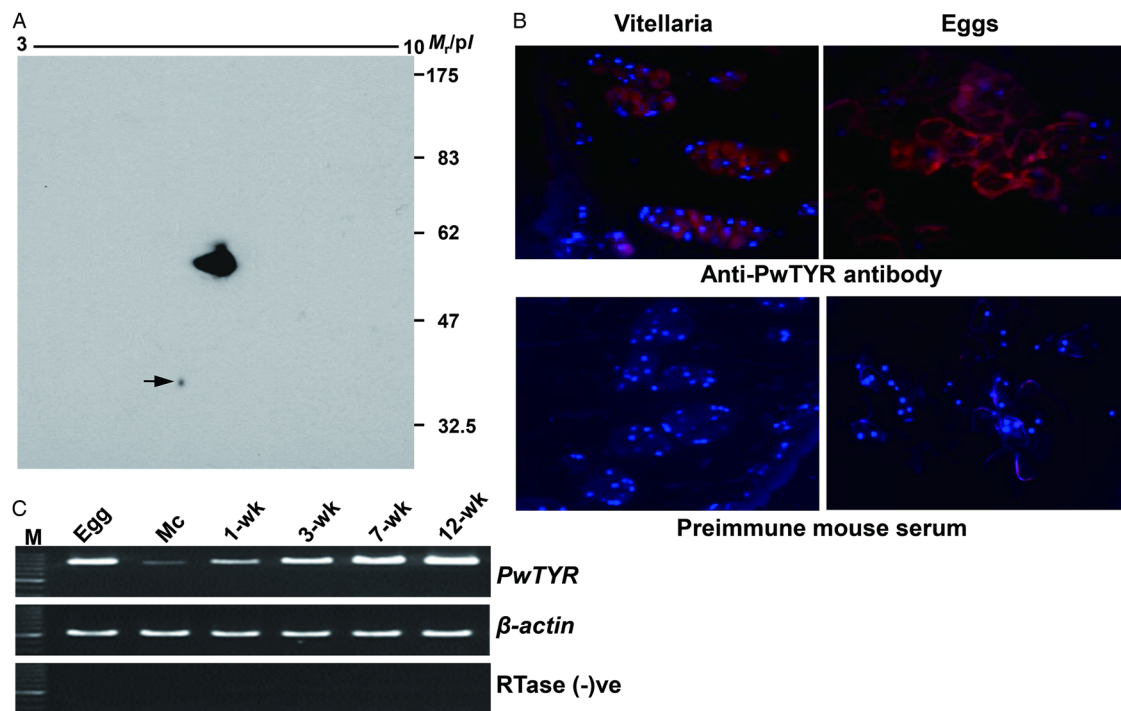 A
3 10 Mr/pI
175
83
62
47
32.5
B
Vitellaria Eggs
Anti-PwTYR antibody
Preimmune mouse serum
C
M Egg Mc 1-wk 3-wk 7-wk 12-wk
PwTYR
β-actin
RTase (-)ve